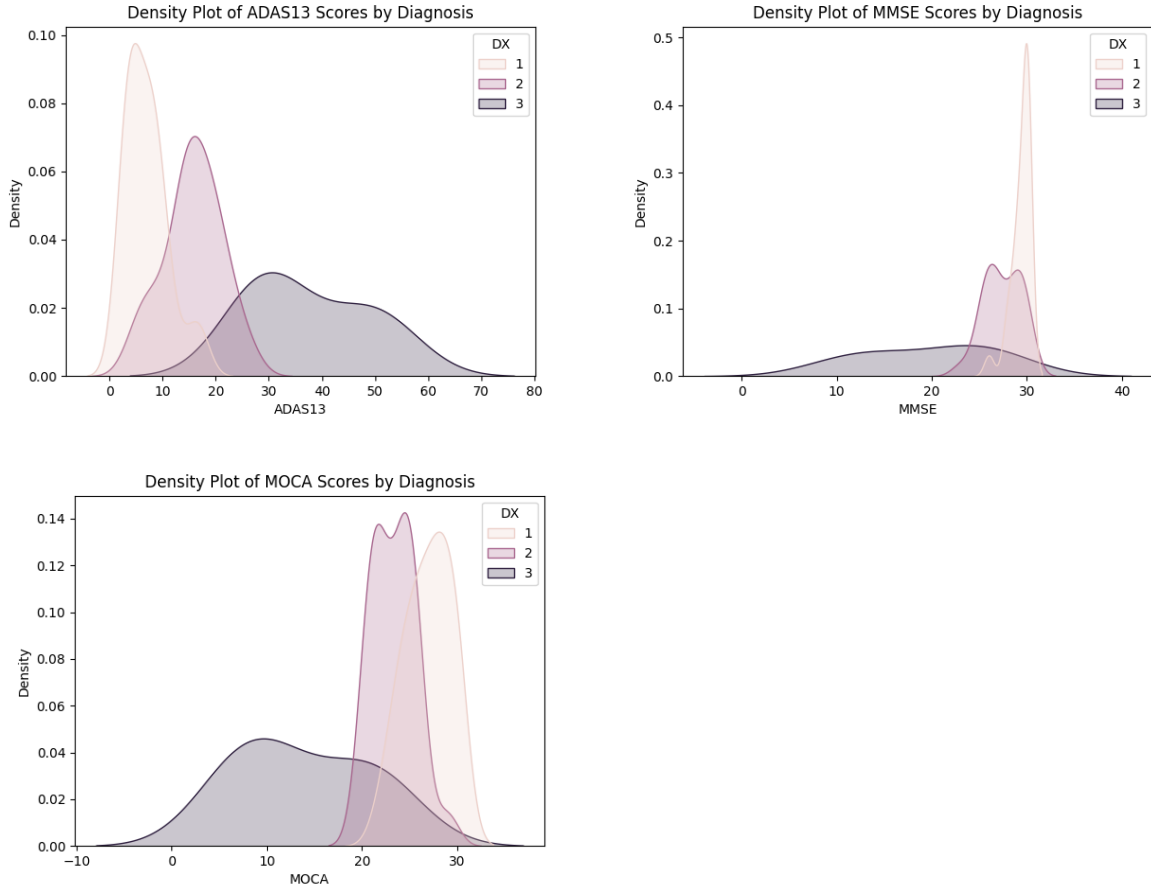 Density Plot of ADAS13 Scores by Diagnosis
0.10
0.08
0.06
0.04
0.02
0.00
Density
DX
1
2
3
0 10 20 30 40 50 60 70 80
ADAS13
Density Plot of MMSE Scores by Diagnosis
0.5
0.4
0.3
0.2
0.1
0.0
Density
DX
1
2
3
0 10 20 30 40
MMSE
Density Plot of MOCA Scores by Diagnosis
0.14
0.12
0.10
0.08
0.06
0.04
0.02
0.00
Density
DX
1
2
3
−10 0 10 20 30
MOCA